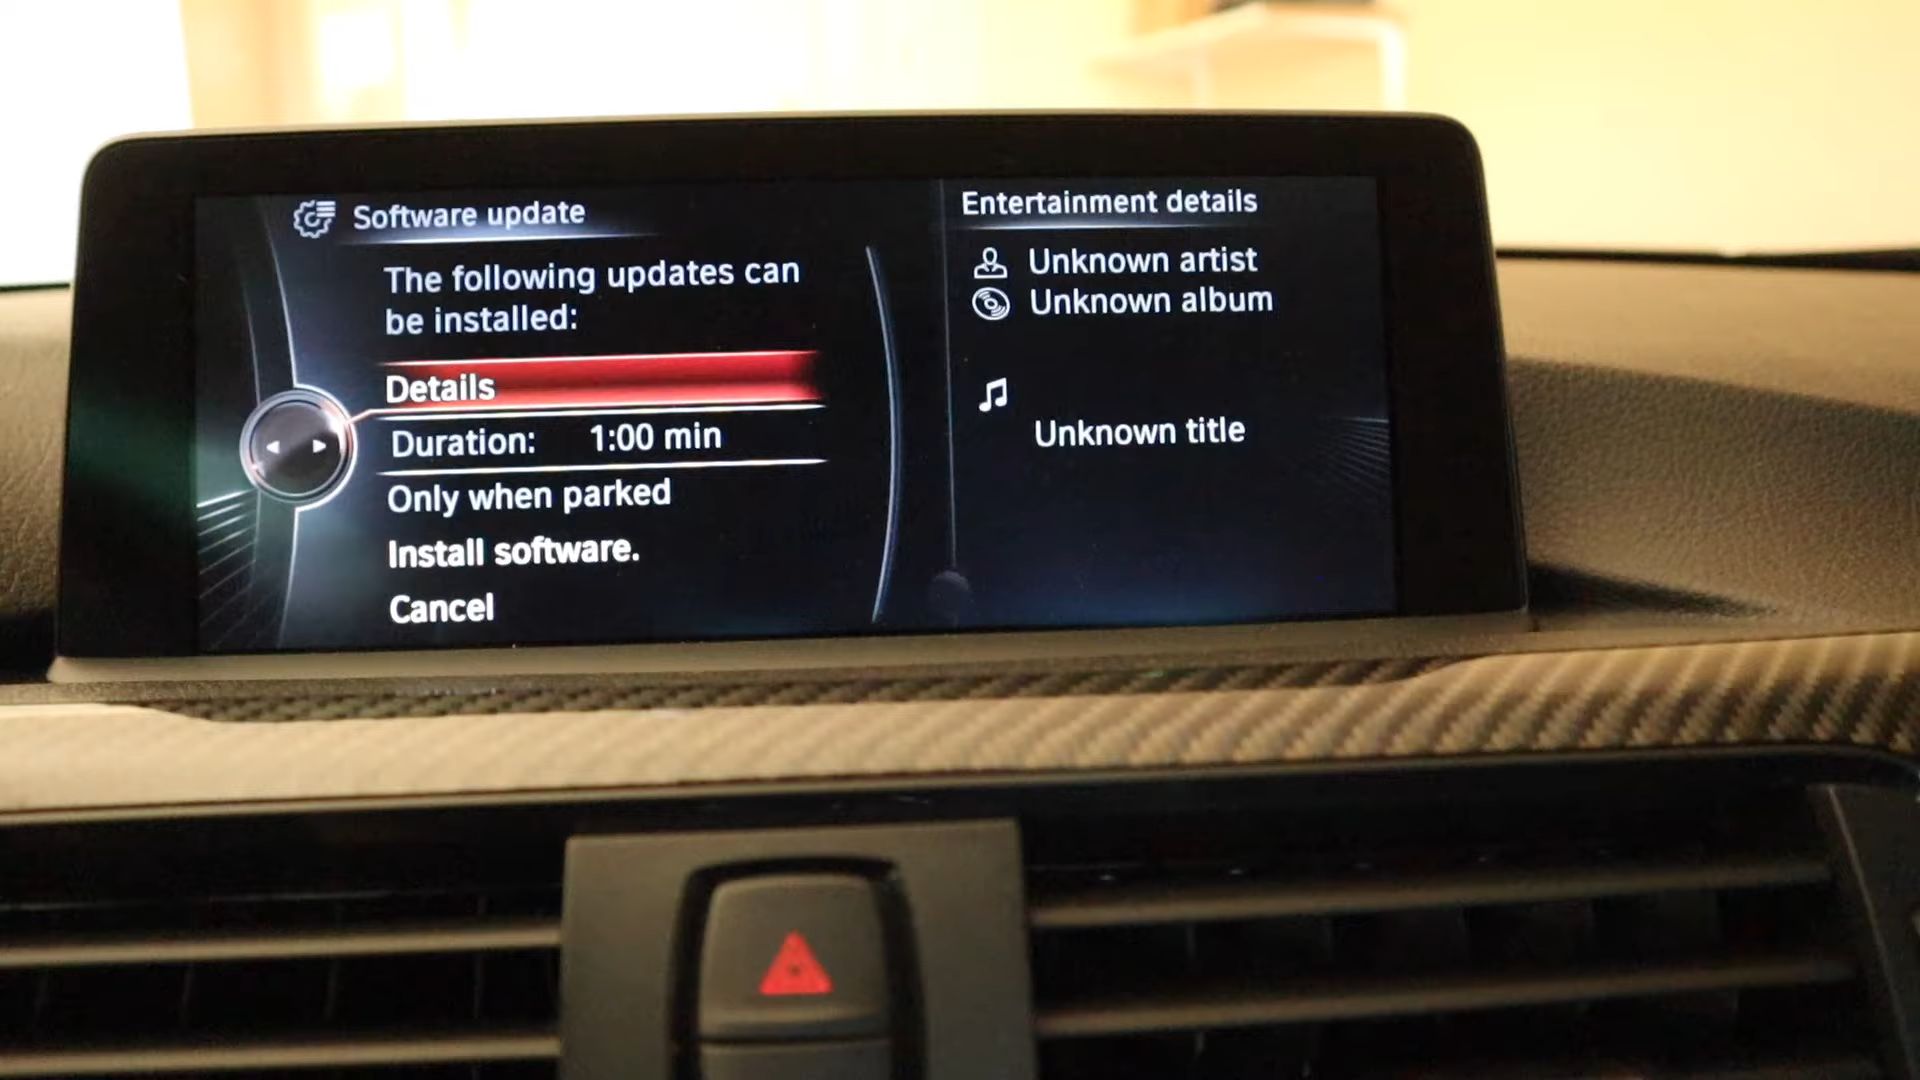 Software update
The following updates can
be installed:
Details
Duration: 1:00 min
Only when parked
Install software.
Cancel
Entertainment details
Unknown artist
Unknown album
Unknown title